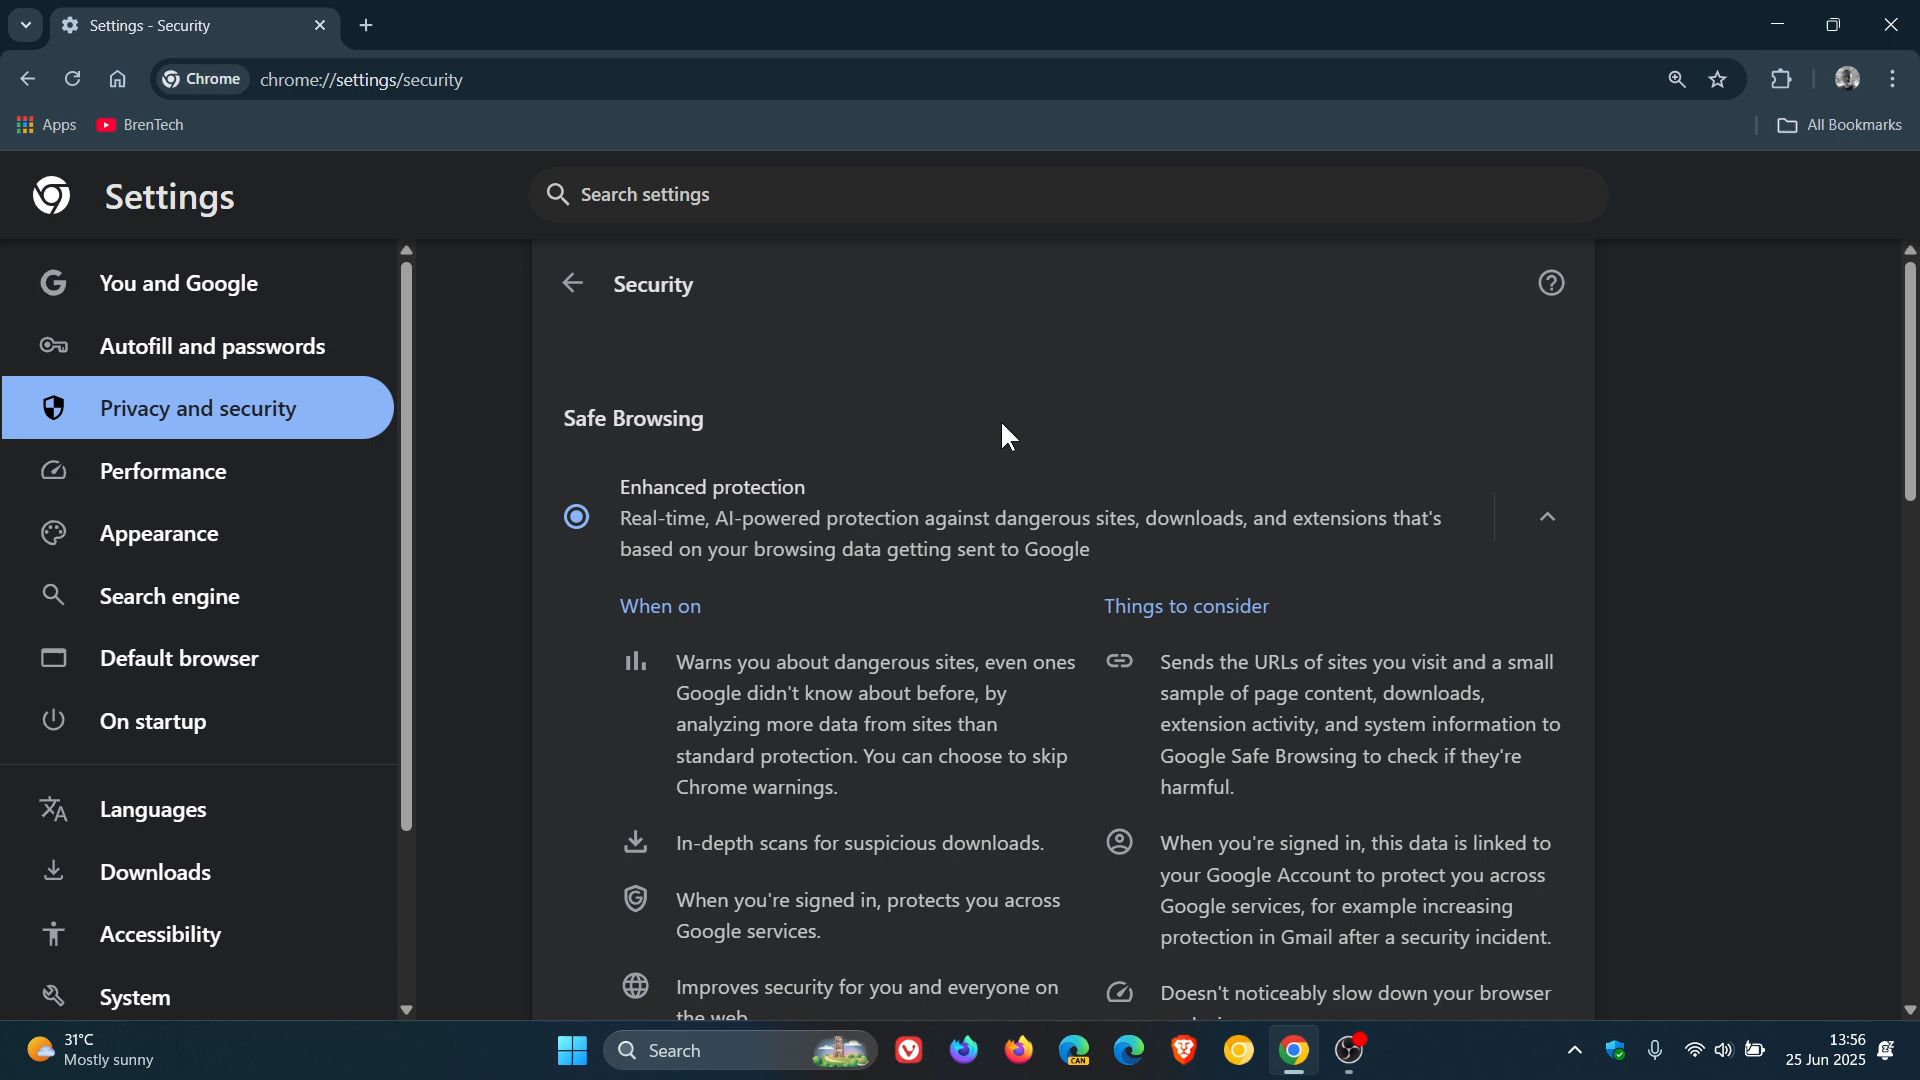 Settings - Security
Chrome
chrome://settings/security
Apps
BrenTech
All Bookmarks
Settings
Search settings
You and Google
Autofill and passwords
Privacy and security
Performance
Appearance
Search engine
Default browser
On startup
Languages
Downloads
Accessibility
System
Security
Safe Browsing
Enhanced protection
Real-time, AI-powered protection against dangerous sites, downloads, and extensions that's
based on your browsing data getting sent to Google
When on
Warns you about dangerous sites, even ones
Google didn't know about before, by
analyzing more data from sites than
standard protection. You can choose to skip
Chrome warnings.
In-depth scans for suspicious downloads.
When you're signed in, protects you across
Google services.
Improves security for you and everyone on
the web.
Things to consider
Sends the URLs of sites you visit and a small
sample of page content, downloads,
extension activity, and system information to
Google Safe Browsing to check if they're
harmful.
When you're signed in, this data is linked to
your Google Account to protect you across
Google services, for example increasing
protection in Gmail after a security incident.
Doesn't noticeably slow down your browser
31°C
Mostly sunny
Search
CAN
13:56
25 Jun 2025